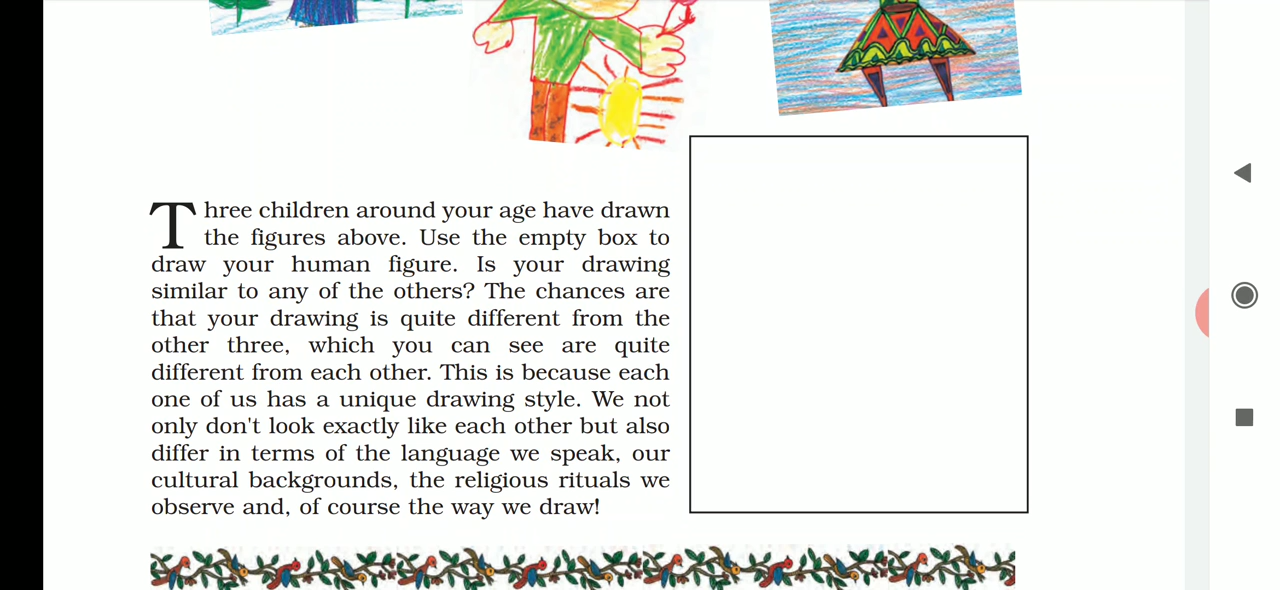 Three children around your age have drawn
the figures above. Use the empty box to
draw your human figure. Is your drawing
similar to any of the others? The chances are
that your drawing is quite different from the
other three, which you can see are quite
different from each other. This is because each
one of us has a unique drawing style. We not
only don't look exactly like each other but also
differ in terms of the language we speak, our
cultural backgrounds, the religious rituals we
observe and, of course the way we draw!